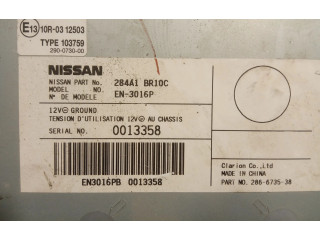 E13 10R-03 12503
TYPE 103759
290-0730-00
NISSAN
NISSAN PART No. 284A1 BR10C
MODEL NO. EN-3016P
Nº DE MODELE
12V⎓ GROUND
TENSION D'UTILISATION 12V⎓ AU CHASSIS
SERIAL NO. 0013358
EN3016PB 0013358
Clarion Co.,Ltd
MADE IN CHINA
PART NO. 286-6735-38